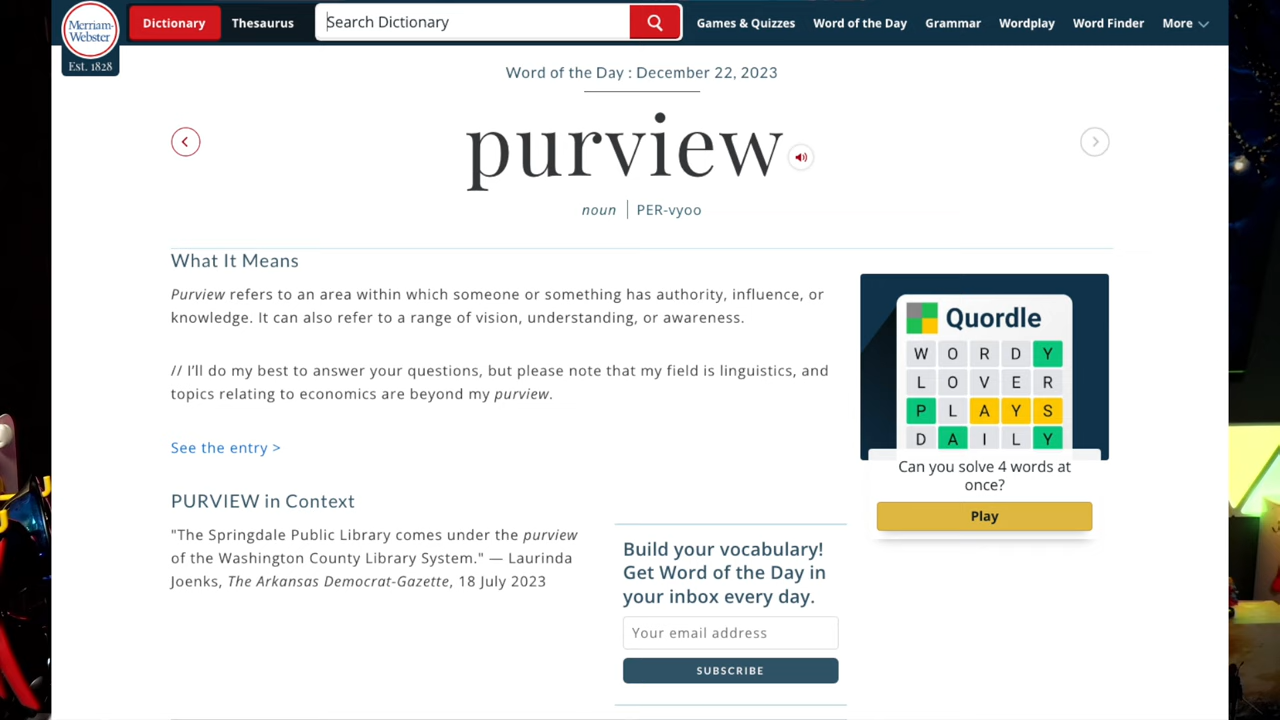 Merriam-
Webster
Est. 1828
Dictionary
Thesaurus
Search Dictionary
Games & Quizzes
Word of the Day
Grammar
Wordplay
Word Finder
More
Word of the Day : December 22, 2023
purview
noun | PER-vyoo
What It Means
Purview refers to an area within which someone or something has authority, influence, or
knowledge. It can also refer to a range of vision, understanding, or awareness.
// I'll do my best to answer your questions, but please note that my field is linguistics, and
topics relating to economics are beyond my purview.
See the entry >
PURVIEW in Context
"The Springdale Public Library comes under the purview
of the Washington County Library System." — Laurinda
Joenks, The Arkansas Democrat-Gazette, 18 July 2023
Build your vocabulary!
Get Word of the Day in
your inbox every day.
Your email address
SUBSCRIBE
Quordle
W O R D Y
L O V E R
P L A Y S
D A I L Y
Can you solve 4 words at
once?
Play